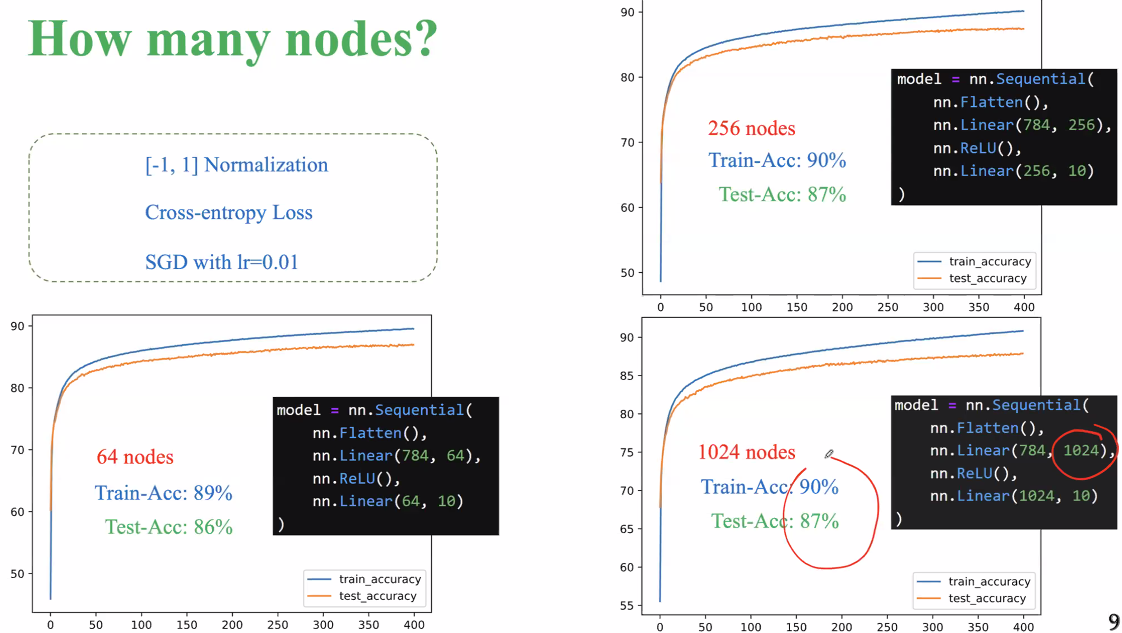 How many nodes?
[-1, 1] Normalization
Cross-entropy Loss
SGD with lr=0.01
90
80
70
60
50
256 nodes
Train-Acc: 90%
Test-Acc: 87%
model = nn.Sequential(
nn.Flatten(),
nn.Linear(784, 256),
nn.ReLU(),
nn.Linear(256, 10)
)
train_accuracy
test_accuracy
0 50 100 150 200 250 300 350 400
90
80
70
60
50
64 nodes
Train-Acc: 89%
Test-Acc: 86%
model = nn.Sequential(
nn.Flatten(),
nn.Linear(784, 64),
nn.ReLU(),
nn.Linear(64, 10)
)
train_accuracy
test_accuracy
0 50 100 150 200 250 300 350 400
90
85
80
75
70
65
60
55
1024 nodes
Train-Acc: 90%
Test-Acc: 87%
model = nn.Sequential(
nn.Flatten(),
nn.Linear(784, 1024),
nn.ReLU(),
nn.Linear(1024, 10)
)
train_accuracy
test_accuracy
0 50 100 150 200 250 300 350 400
9